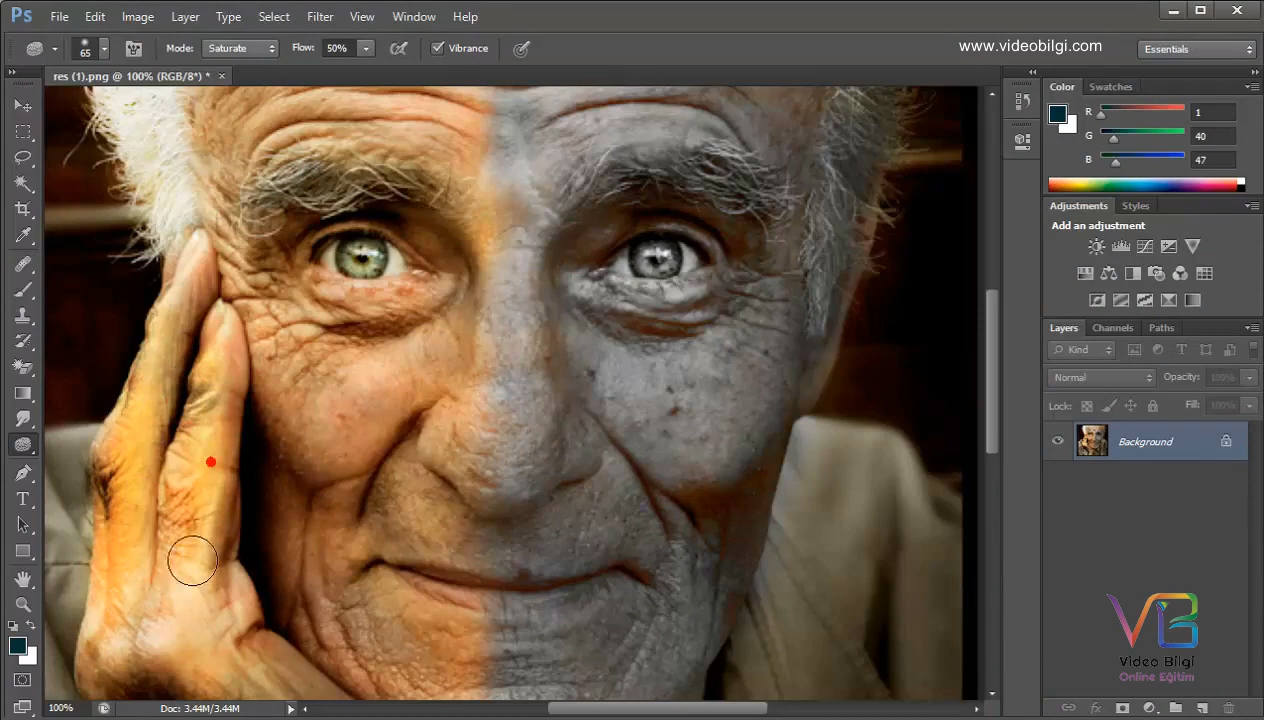 Ps File Edit Image Layer Type Select Filter View Window Help
65 Mode: Saturate Flow: 50% Vibrance www.videobilgi.com Essentials
res (1).png @ 100% (RGB/8*) * ×
Color Swatches
R 1
G 40
B 47
Adjustments Styles
Add an adjustment
Layers Channels Paths
Kind
Normal Opacity: 100%
Lock: Fill: 100%
Background
T
VB
Video Bilgi
Online Eğitim
100% Doc: 3.44M/3.44M
fx